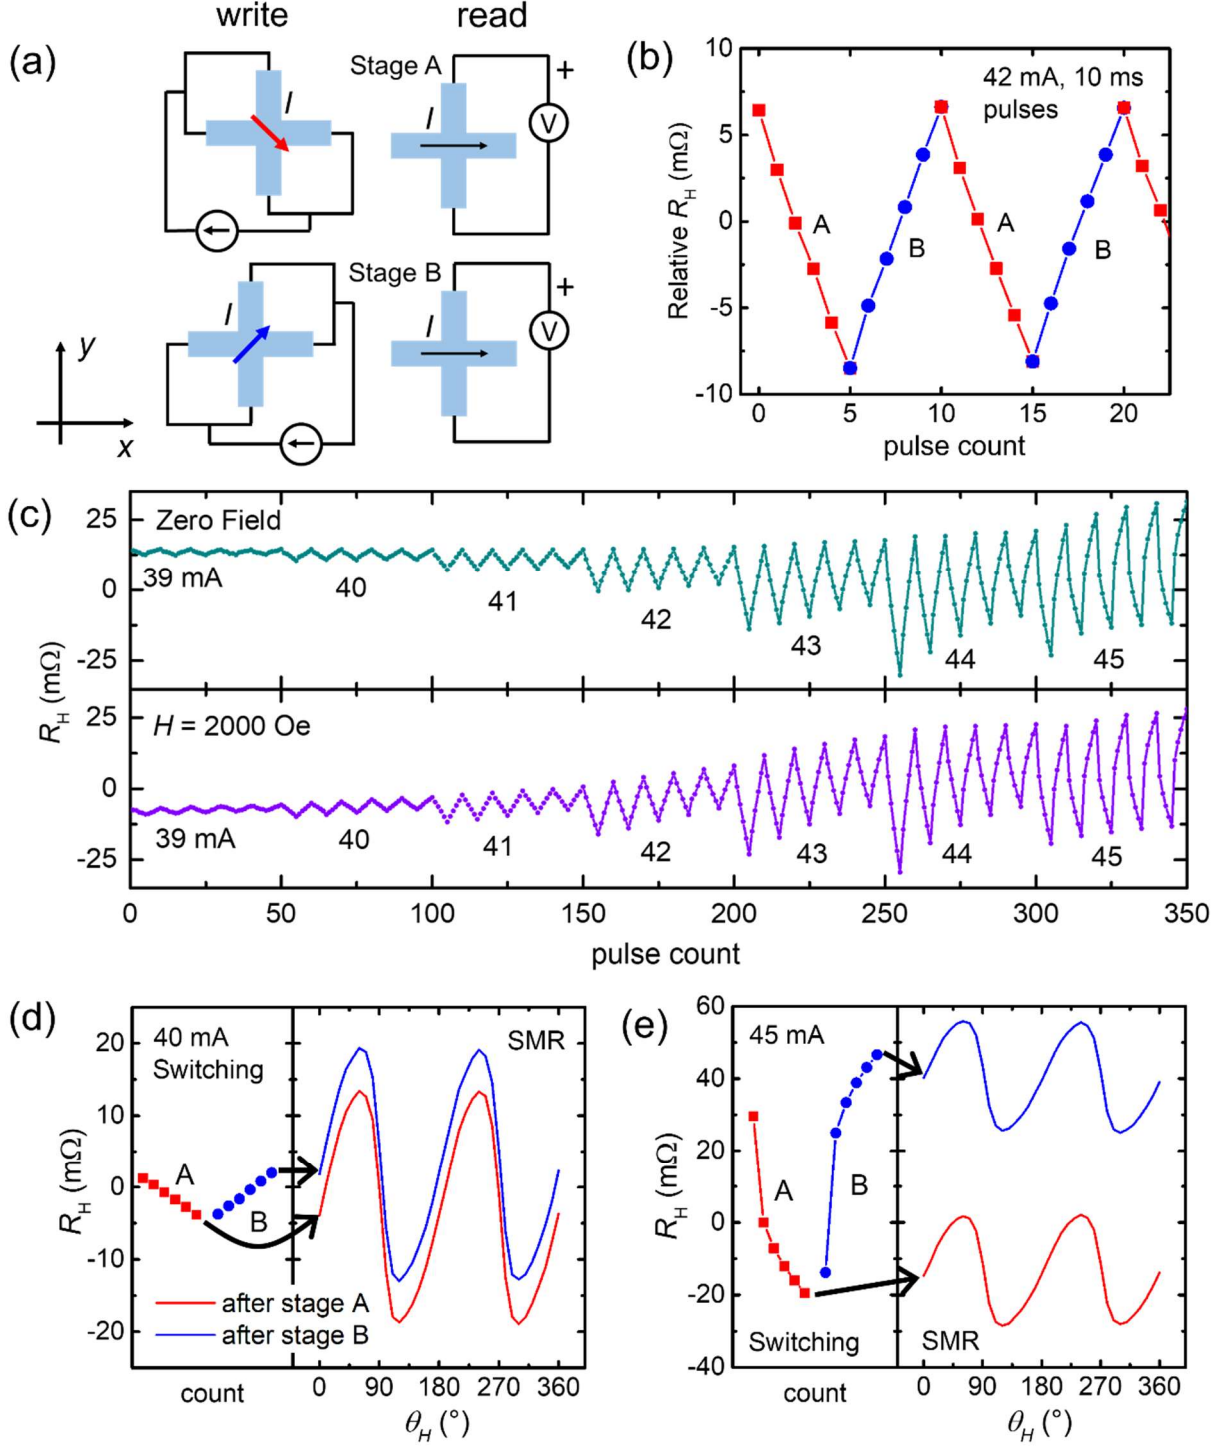 write
read
(a)
Stage A
I
I
+
V
Stage B
I
I
+
V
y
x
(b)
42 mA, 10 ms
pulses
A
B
A
B
10
5
0
-5
-10
Relative R_H (mΩ)
0 5 10 15 20
pulse count
(c)
Zero Field
39 mA
40
41
42
43
44
45
25
0
-25
H = 2000 Oe
39 mA
40
41
42
43
44
45
25
0
-25
R_H (mΩ)
0 50 100 150 200 250 300 350
pulse count
(d)
40 mA
Switching
SMR
A
B
after stage A
after stage B
20
10
0
-10
-20
R_H (mΩ)
count
0 90 180 270 360
θ_H (°)
(e)
45 mA
A
B
Switching
SMR
60
40
20
0
-20
-40
R_H (mΩ)
count
0 90 180 270 360
θ_H (°)